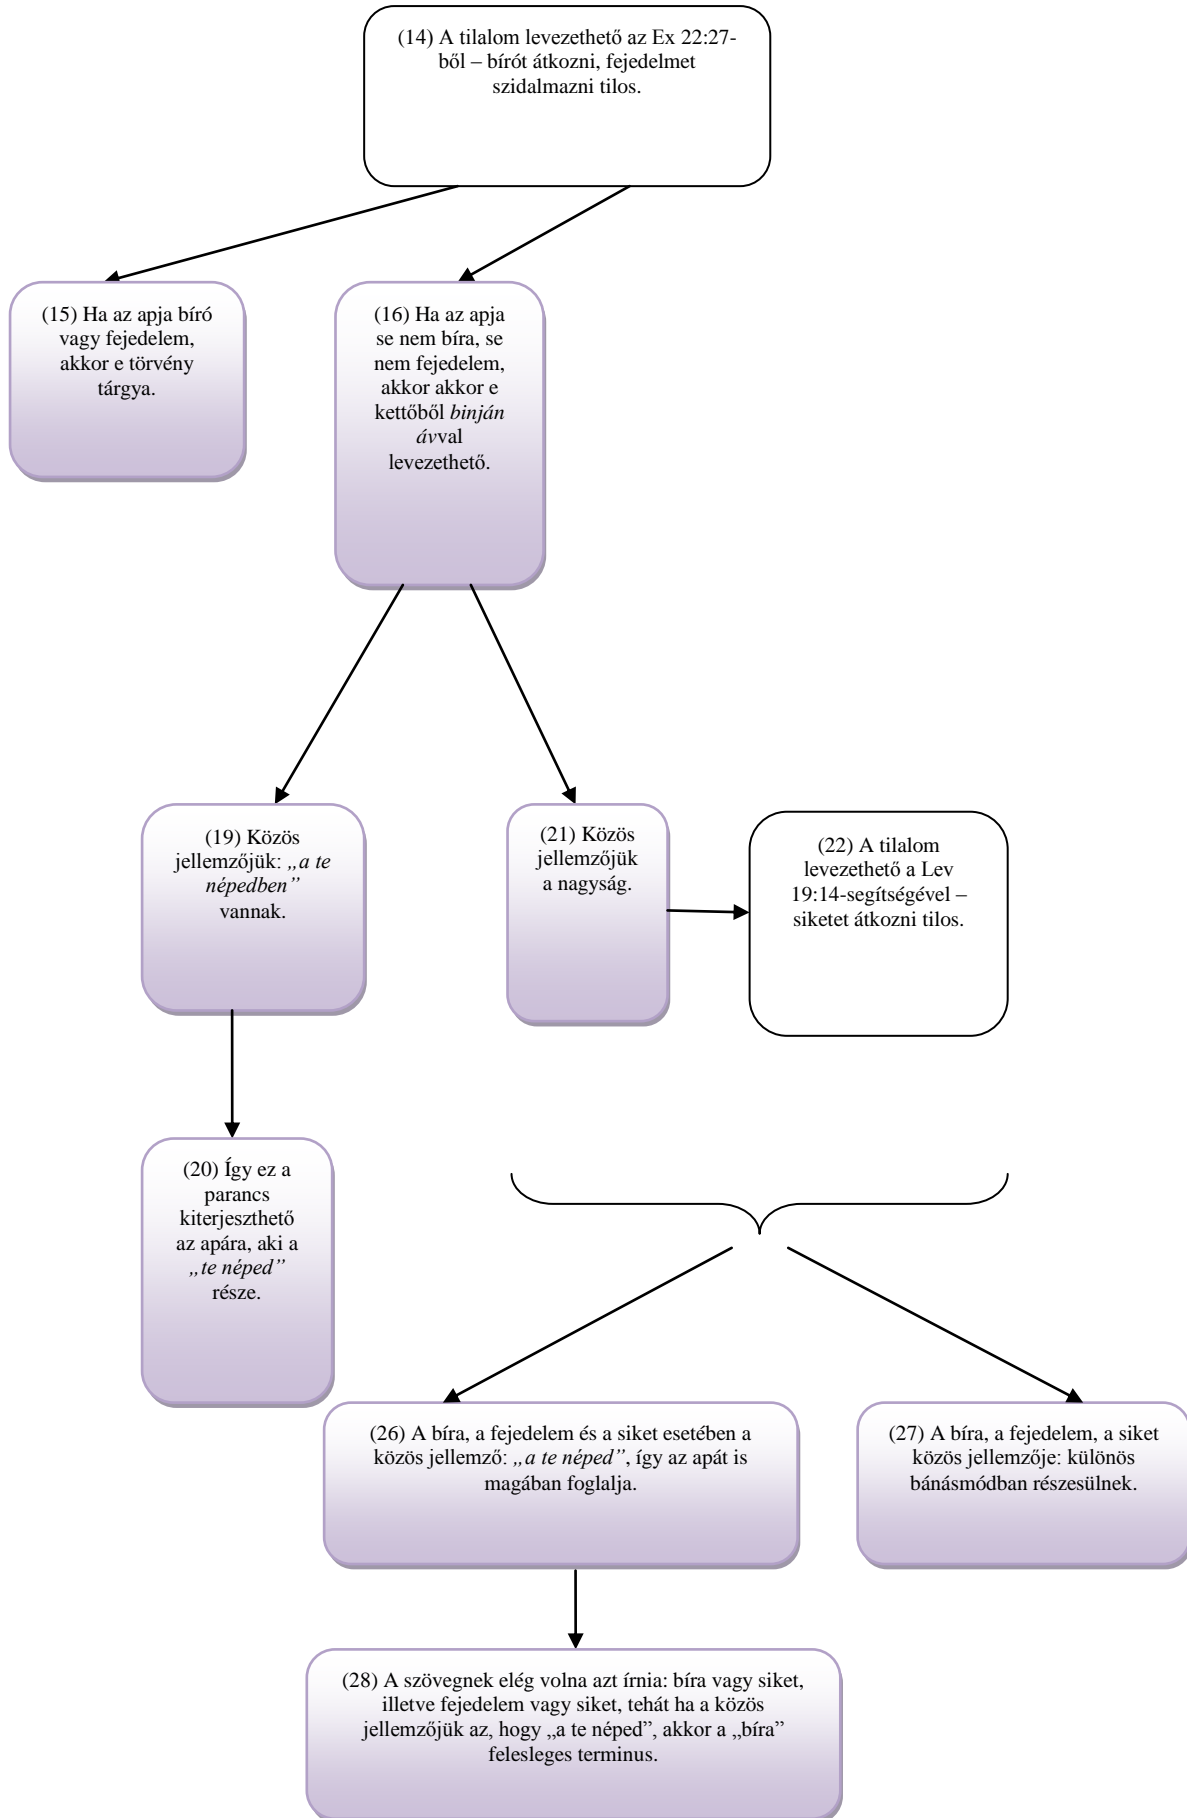 (14) A tilalom levezethető az Ex 22:27-
ből – bírót átkozni, fejedelmet
szidalmazni tilos.
(15) Ha az apja bíró
vagy fejedelem,
akkor e törvény
tárgya.
(16) Ha az apja
se nem bíra, se
nem fejedelem,
akkor akkor e
kettőből binján
ávval
levezethető.
(19) Közös
jellemzőjük: „a te
népedben”
vannak.
(21) Közös
jellemzőjük
a nagyság.
(22) A tilalom
levezethető a Lev
19:14-segítségével –
siketet átkozni tilos.
(20) Így ez a
parancs
kiterjeszthető
az apára, aki a
„te néped”
része.
(26) A bíra, a fejedelem és a siket esetében a
közös jellemző: „a te néped”, így az apát is
magában foglalja.
(27) A bíra, a fejedelem, a siket
közös jellemzője: különös
bánásmódban részesülnek.
(28) A szövegnek elég volna azt írnia: bíra vagy siket,
illetve fejedelem vagy siket, tehát ha a közös
jellemzőjük az, hogy „a te néped”, akkor a „bíra”
felesleges terminus.